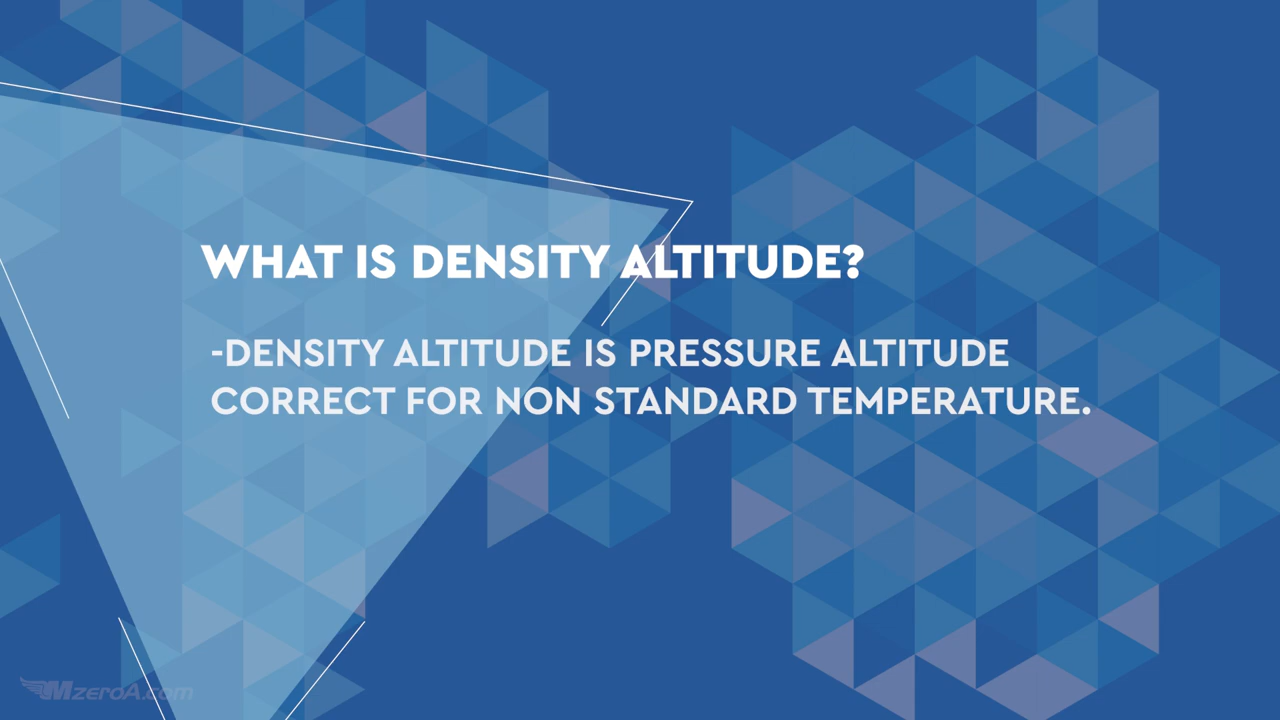 WHAT IS DENSITY ALTITUDE?
-DENSITY ALTITUDE IS PRESSURE ALTITUDE
CORRECT FOR NON STANDARD TEMPERATURE.
MzeroA.com